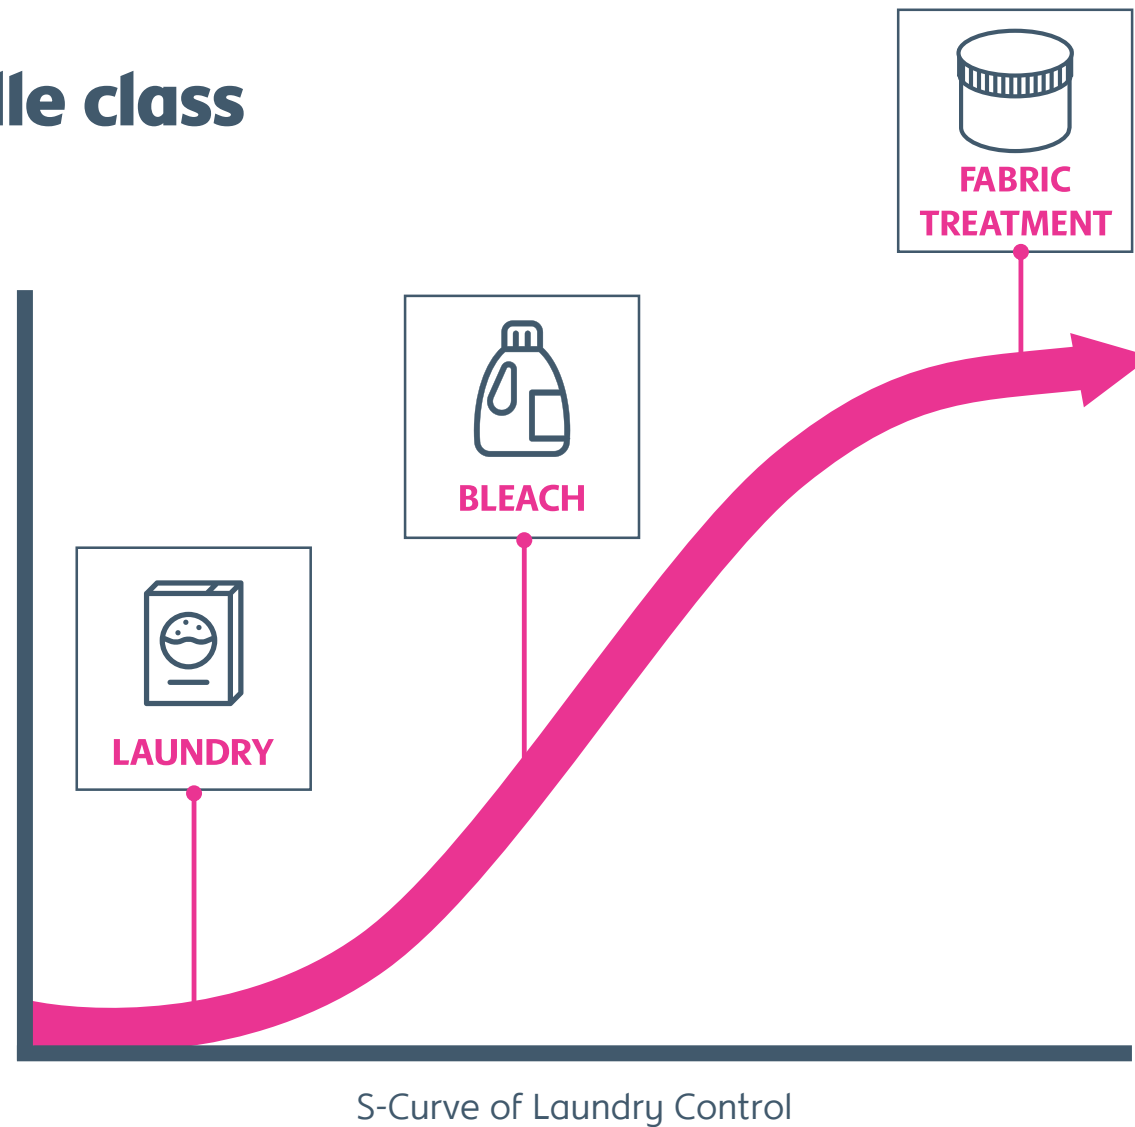 lle class
FABRIC
TREATMENT
BLEACH
LAUNDRY
S-Curve of Laundry Control